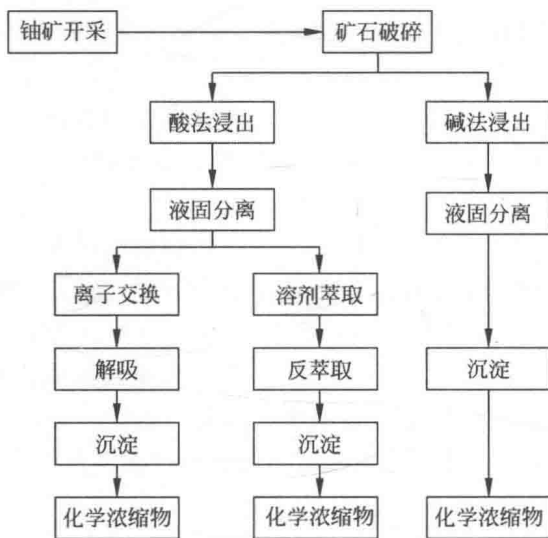 铀矿开采
矿石破碎
酸法浸出
碱法浸出
液固分离
液固分离
离子交换
溶剂萃取
解吸
反萃取
沉淀
沉淀
沉淀
化学浓缩物
化学浓缩物
化学浓缩物